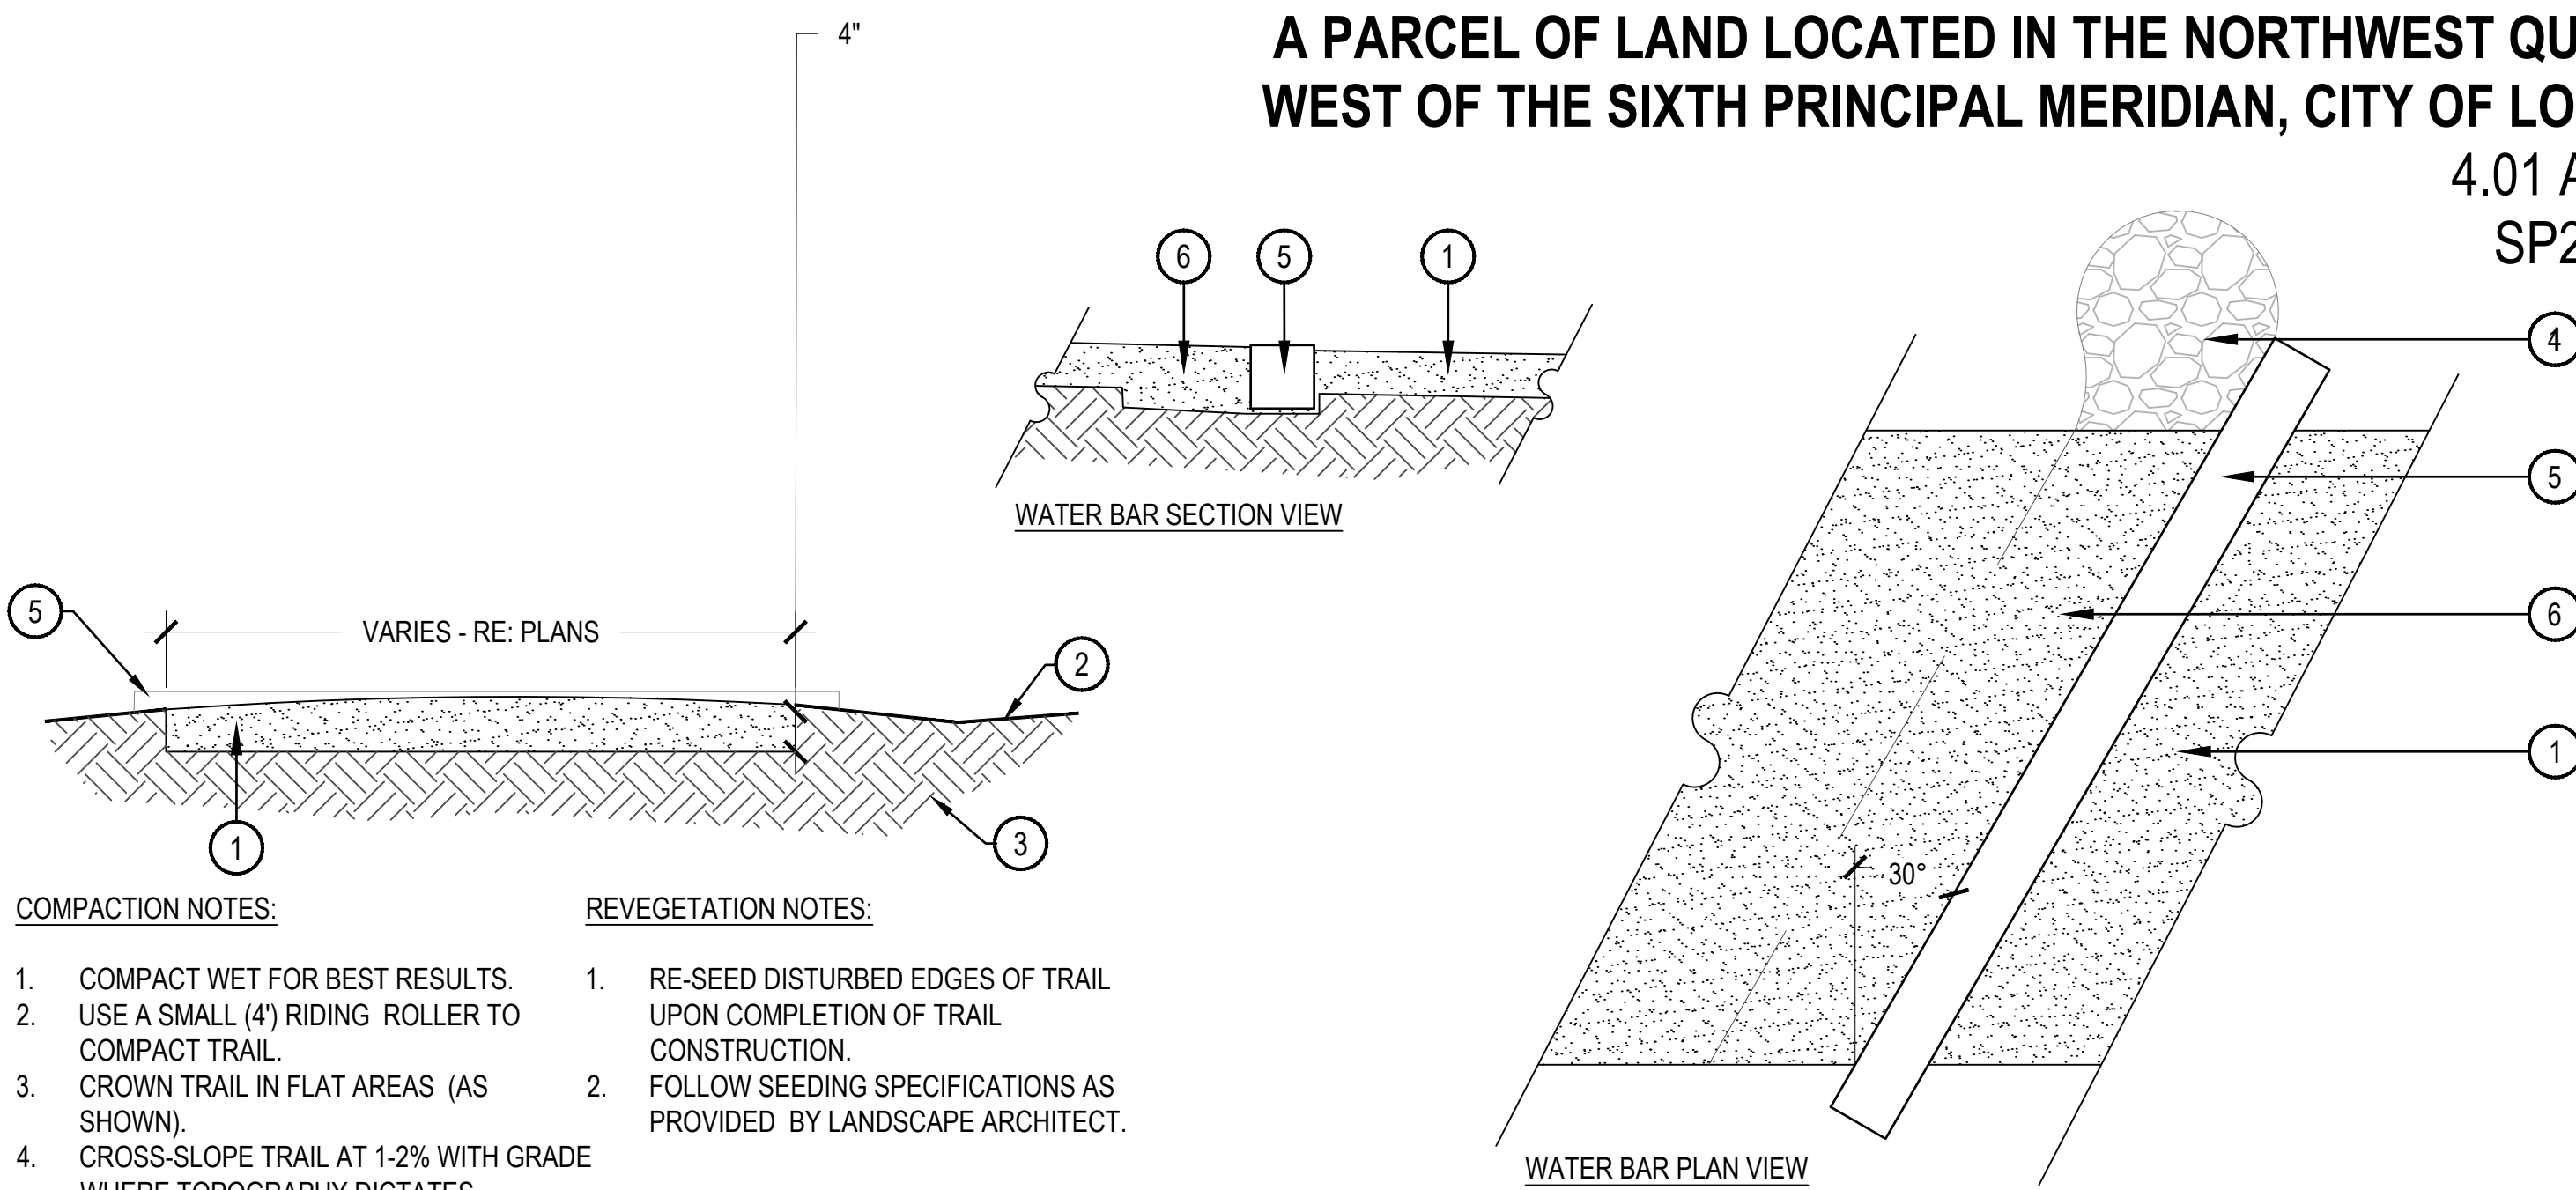 A PARCEL OF LAND LOCATED IN THE NORTHWEST QU
WEST OF THE SIXTH PRINCIPAL MERIDIAN, CITY OF LO
4.01 A
SP2
4"
6
5
1
WATER BAR SECTION VIEW
5
VARIES - RE: PLANS
2
1
3
4
5
6
1
30°
WATER BAR PLAN VIEW
COMPACTION NOTES:
1. COMPACT WET FOR BEST RESULTS.
2. USE A SMALL (4') RIDING ROLLER TO
COMPACT TRAIL.
3. CROWN TRAIL IN FLAT AREAS (AS
SHOWN).
4. CROSS-SLOPE TRAIL AT 1-2% WITH GRADE
WHERE TOPOGRAPHY DICTATES
REVEGETATION NOTES:
1. RE-SEED DISTURBED EDGES OF TRAIL
UPON COMPLETION OF TRAIL
CONSTRUCTION.
2. FOLLOW SEEDING SPECIFICATIONS AS
PROVIDED BY LANDSCAPE ARCHITECT.